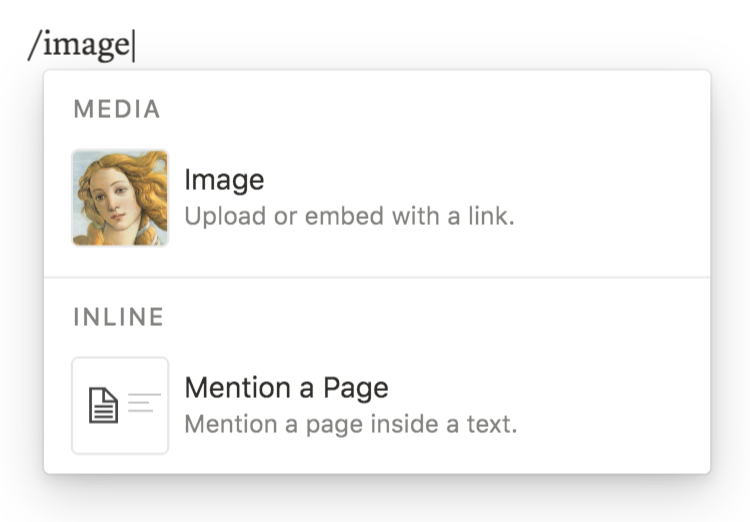 /image
MEDIA
Image
Upload or embed with a link.
INLINE
Mention a Page
Mention a page inside a text.